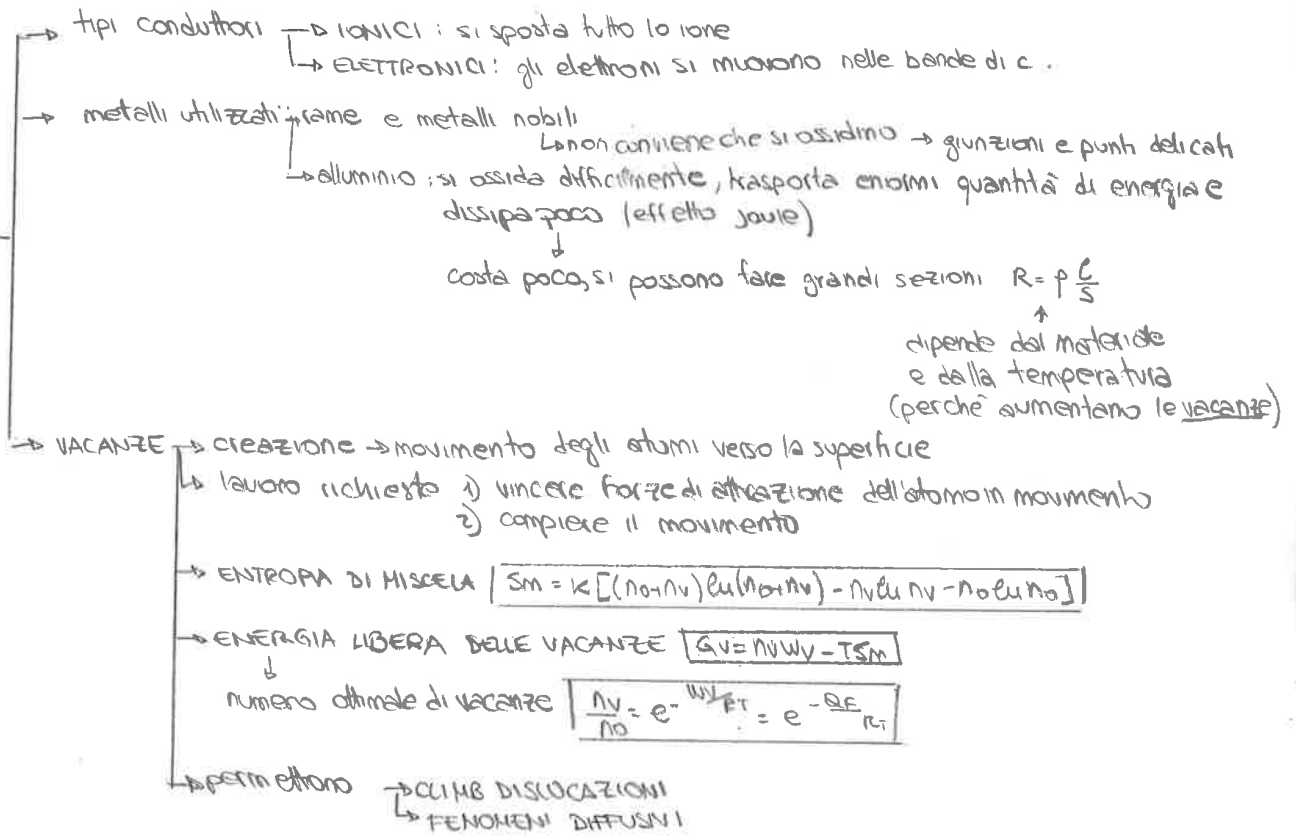 → tipi conduttori → IONICI : si sposta tutto lo ione
→ ELETTRONICI: gli elettroni si muovono nelle bande di c.
→ metalli utilizzati: rame e metalli nobili
↳ non conviene che si ossidino → giunzioni e punti delicati
→ alluminio : si ossida difficilmente, trasporta enormi quantità di energia e
dissipa poco (effetto Joule)
↓
costa poco, si possono fare grandi sezioni R = ρ l/S
↑
dipende dal materiale
e dalla temperatura
(perché aumentano le vacanze)
→ VACANZE → creazione → movimento degli atomi verso la superficie
↳ lavoro richiesto 1) vincere forze di attrazione dell'atomo in movimento
2) compiere il movimento
→ ENTROPIA DI MISCELA Sm = K[(no+nv) ln(no+nv) - nv ln nv - no ln no]
→ ENERGIA LIBERA DELLE VACANZE Gv = nvWv - TSm
↓
numero ottimale di vacanze nv/no = e^-Wv/KT = e^-QF/RT
→ permettono → CLIMB DISLOCAZIONI
↳ FENOMENI DIFFUSIVI